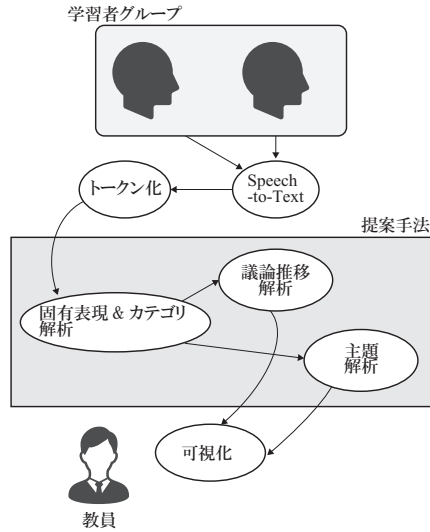 学習者グループ
Speech
-to-Text
トークン化
提案手法
議論推移
解析
固有表現 & カテゴリ
解析
主題
解析
可視化
教員